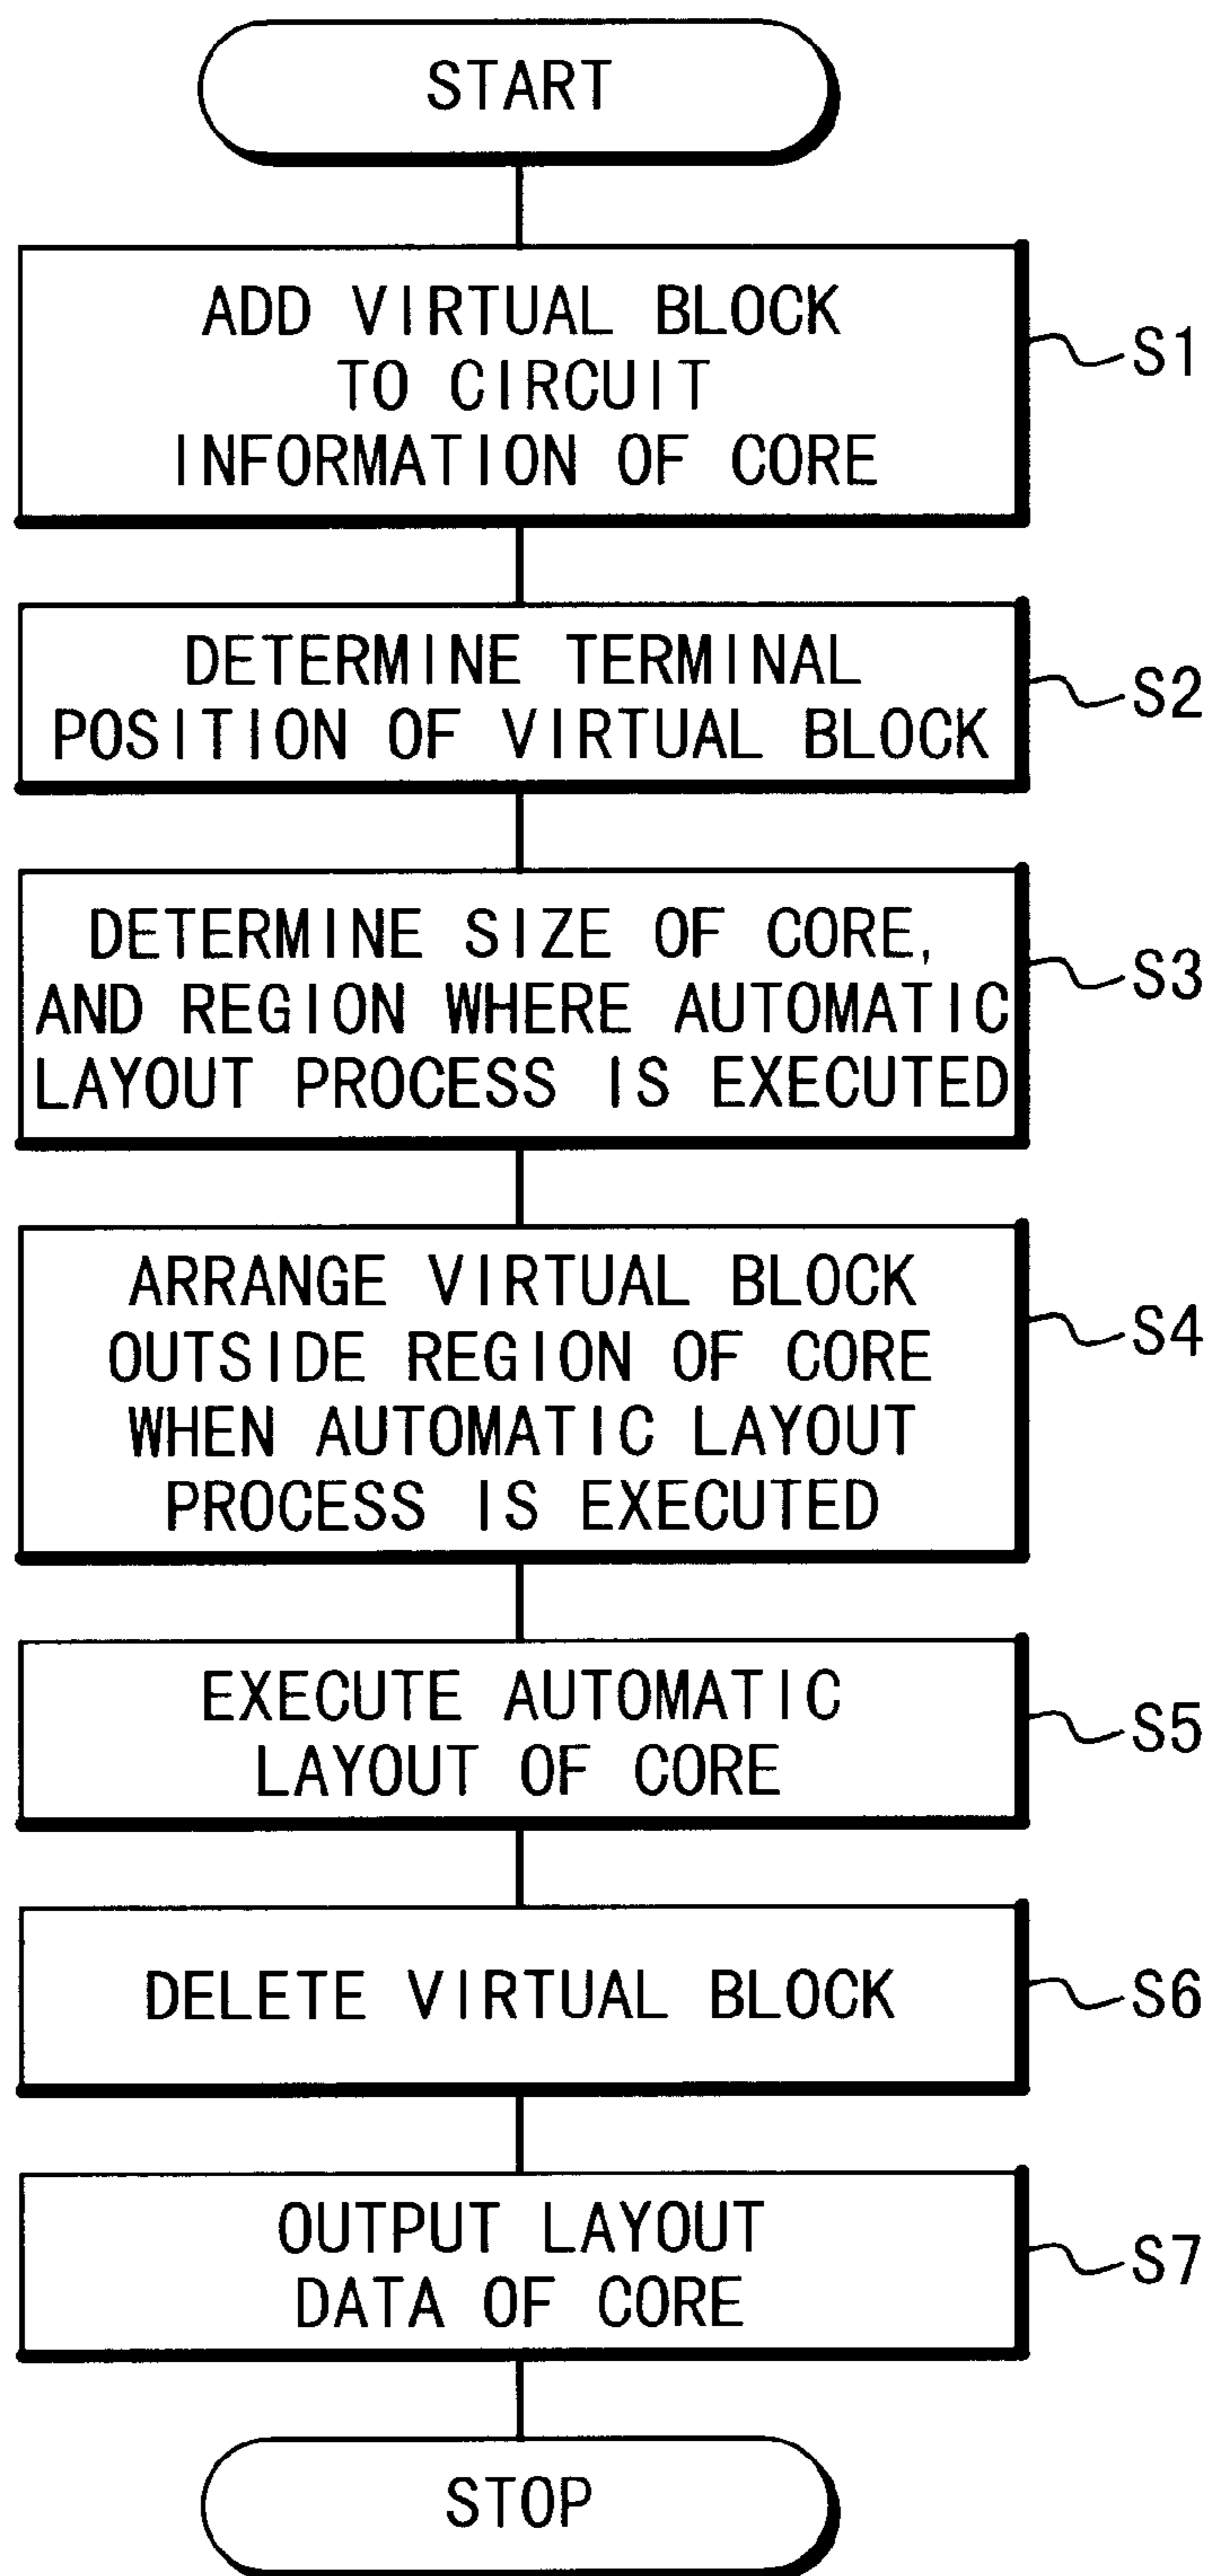 START
ADD VIRTUAL BLOCK
TO CIRCUIT
INFORMATION OF CORE
S1
DETERMINE TERMINAL
POSITION OF VIRTUAL BLOCK
S2
DETERMINE SIZE OF CORE,
AND REGION WHERE AUTOMATIC
LAYOUT PROCESS IS EXECUTED
S3
ARRANGE VIRTUAL BLOCK
OUTSIDE REGION OF CORE
WHEN AUTOMATIC LAYOUT
PROCESS IS EXECUTED
S4
EXECUTE AUTOMATIC
LAYOUT OF CORE
S5
DELETE VIRTUAL BLOCK
S6
OUTPUT LAYOUT
DATA OF CORE
S7
STOP